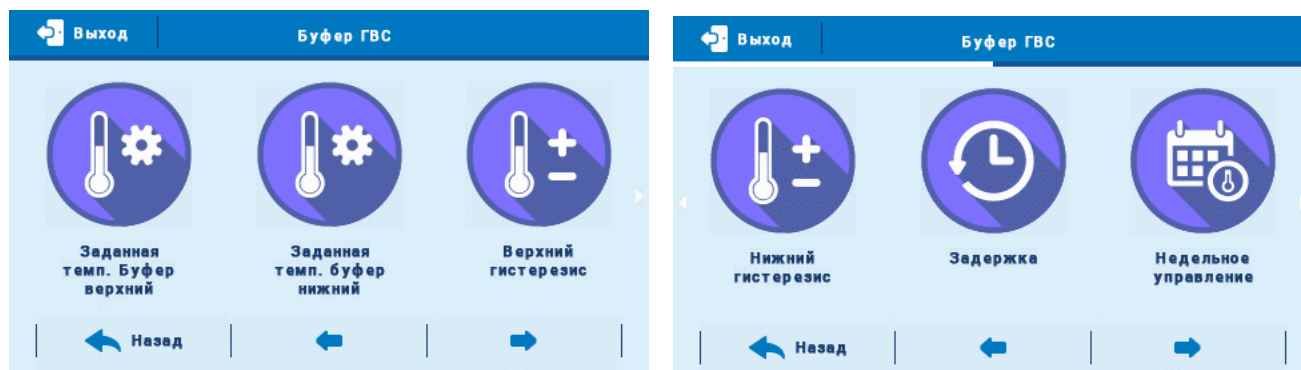 Выход
Буфер ГВС
Заданная
темп. Буфер
верхний
Заданная
темп. буфер
нижний
Верхний
гистерезис
Назад
Выход
Буфер ГВС
Нижний
гистерезис
Задержка
Недельное
управление
Назад